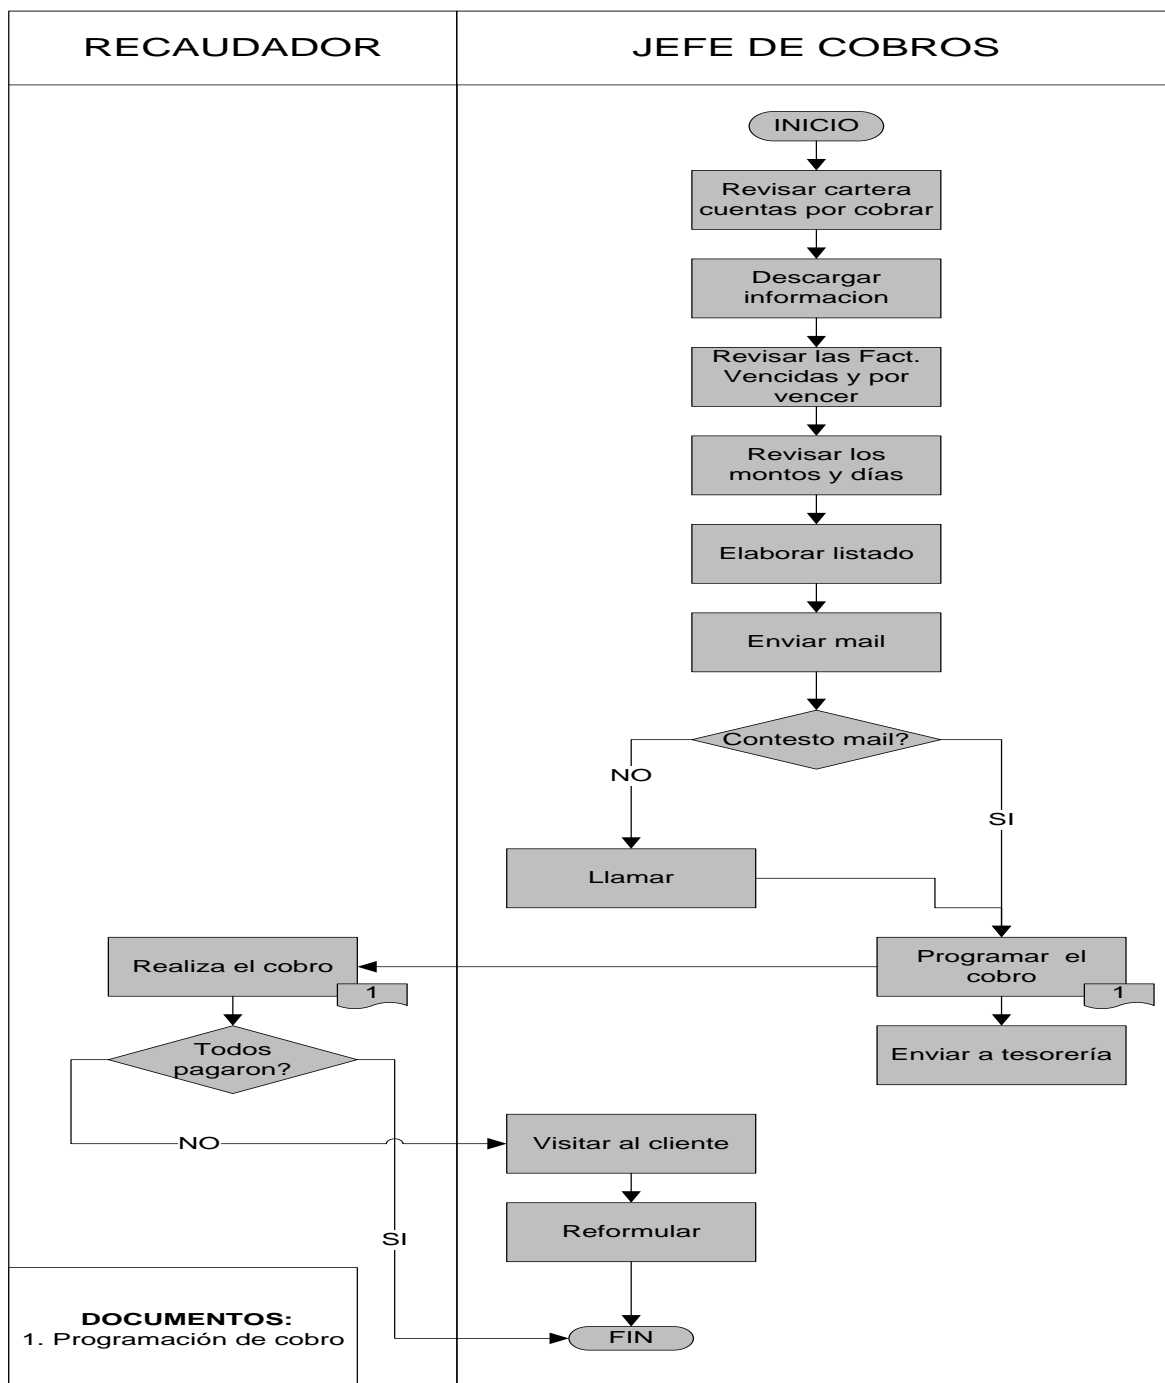 RECAUDADOR
JEFE DE COBROS
INICIO
Revisar cartera
cuentas por cobrar
Descargar
informacion
Revisar las Fact.
Vencidas y por
vencer
Revisar los
montos y días
Elaborar listado
Enviar mail
Contesto mail?
NO
SI
Llamar
Realiza el cobro
1
Programar el
cobro
1
Todos
pagaron?
Enviar a tesorería
NO
Visitar al cliente
Reformular
SI
DOCUMENTOS:
1. Programación de cobro
FIN